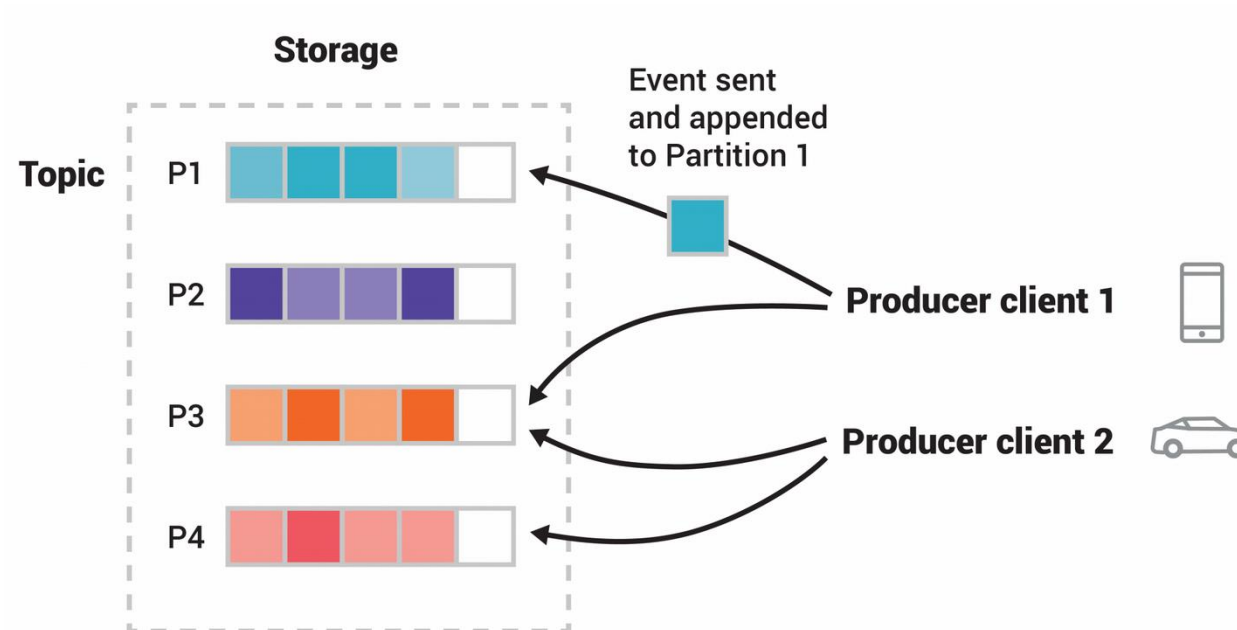 Storage
Event sent
and appended
to Partition 1
Topic
P1
P2
Producer client 1
P3
Producer client 2
P4